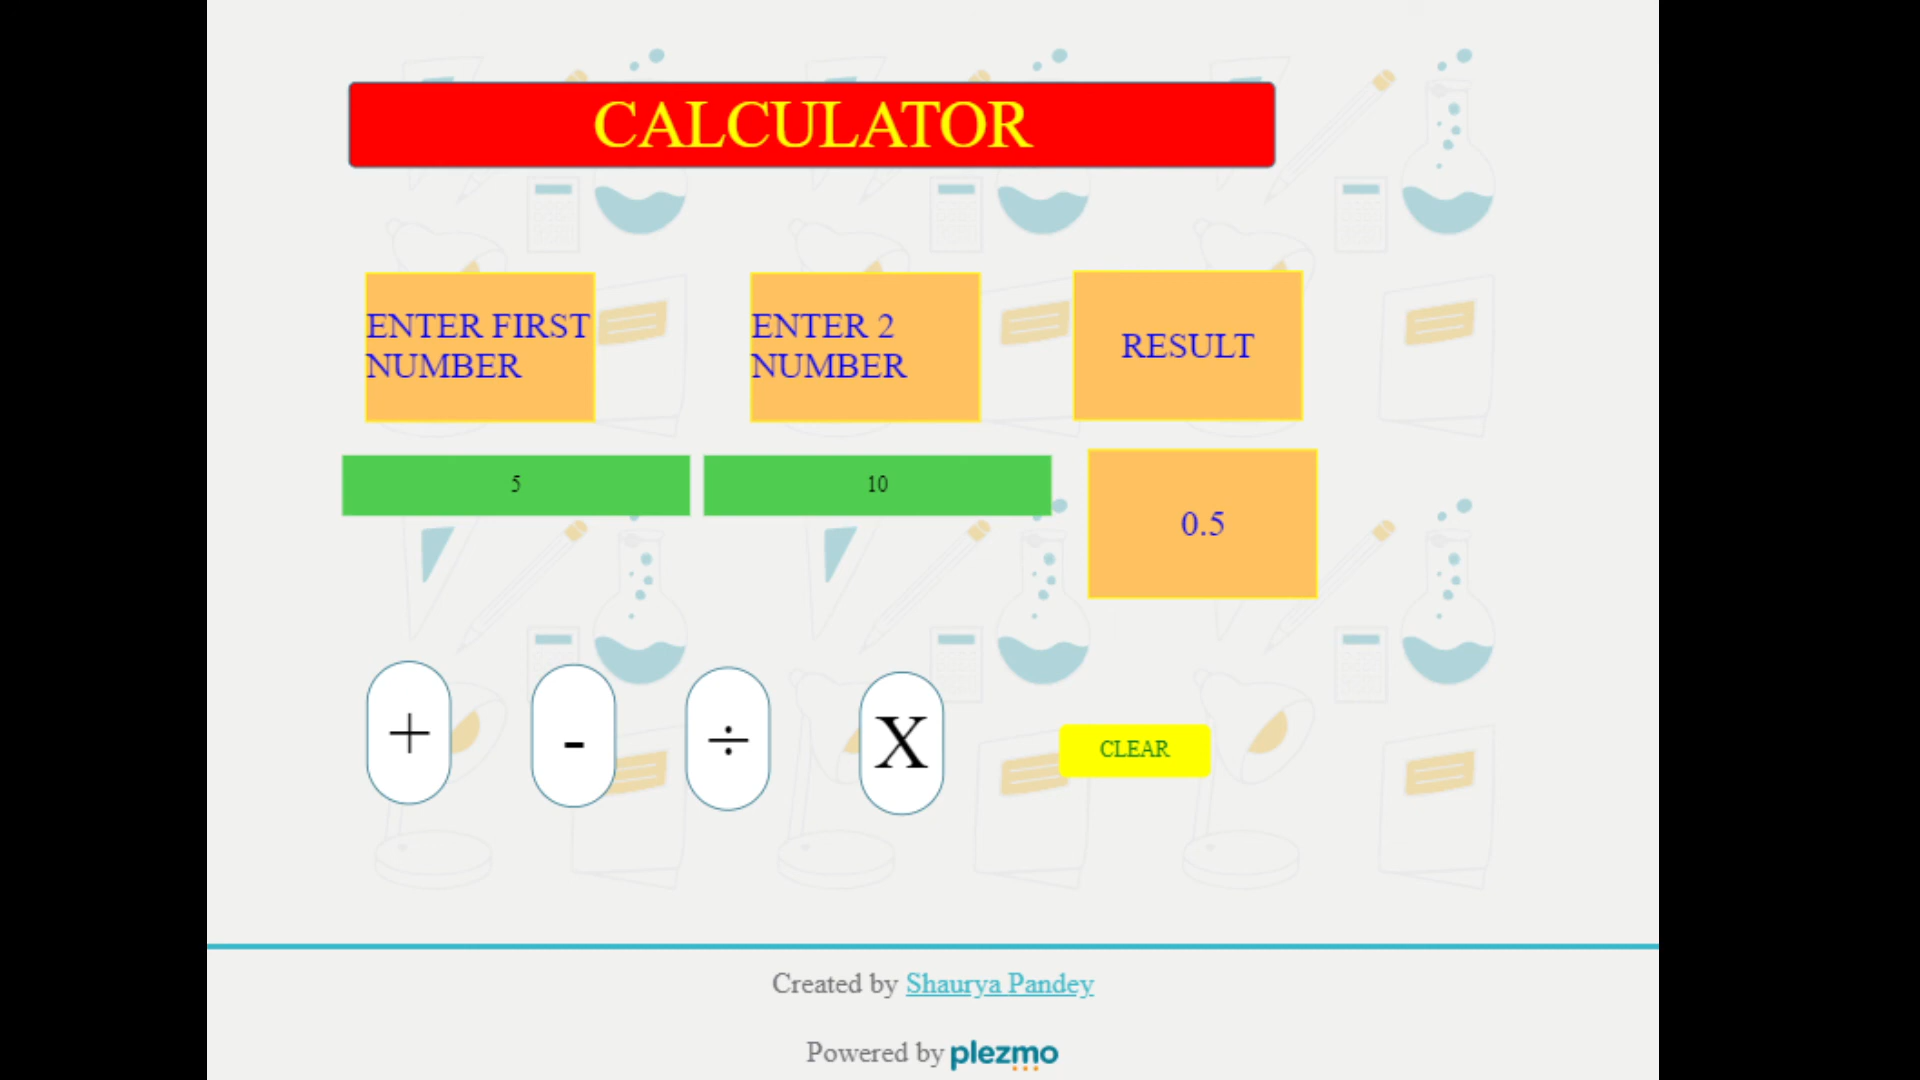 CALCULATOR
ENTER FIRST
NUMBER
ENTER 2
NUMBER
RESULT
5
10
0.5
+
-
÷
X
CLEAR
Created by Shaurya Pandey
Powered by plezmo